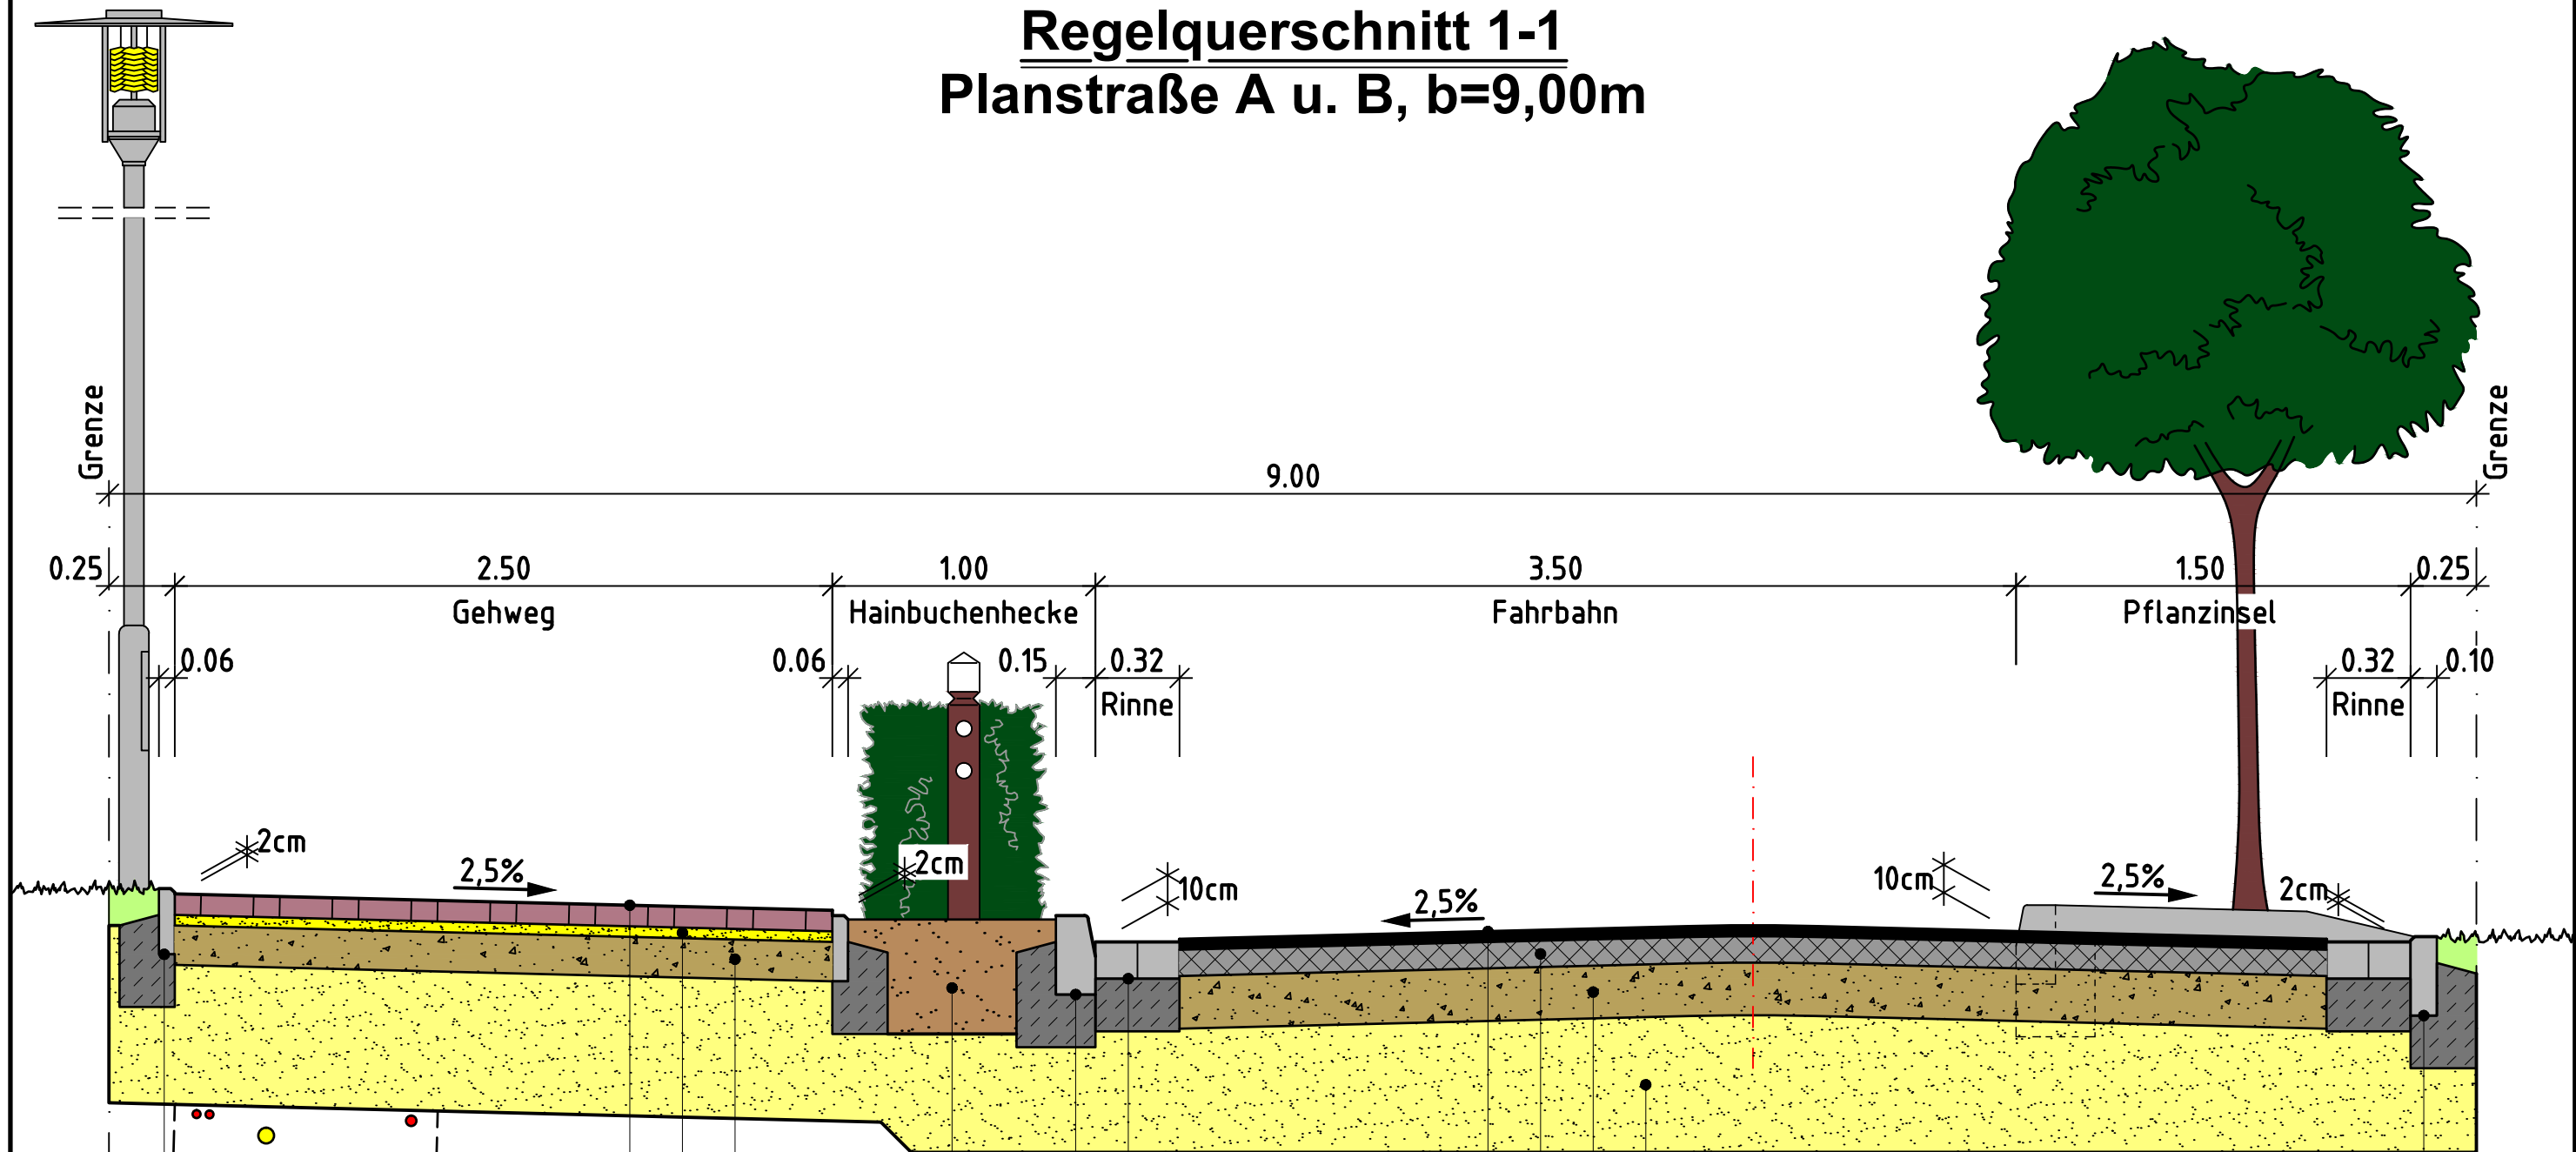 Regelquerschnitt 1-1
Planstraße A u. B, b=9,00m
Grenze
Grenze
9.00
0.25
2.50
1.00
3.50
1.50
0.25
Gehweg
Hainbuchenhecke
Fahrbahn
Pflanzinsel
0.06
0.06
0.15
0.32
0.32
0.10
Rinne
Rinne
2cm
2,5%
2cm
10cm
2,5%
10cm
2,5%
2cm